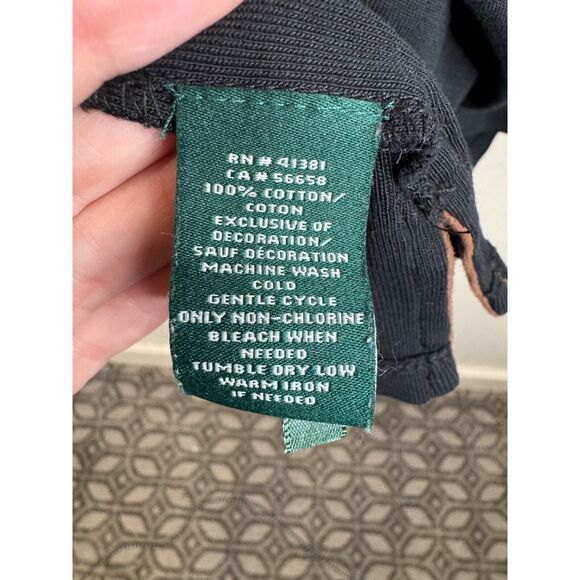 RN # 41381
CA # 56658
100% COTTON/
COTON
EXCLUSIVE OF
DECORATION/
SAUF DÉCORATION
MACHINE WASH
COLD
GENTLE CYCLE
ONLY NON-CHLORINE
BLEACH WHEN
NEEDED
TUMBLE DRY LOW
WARM IRON
IF NEEDED